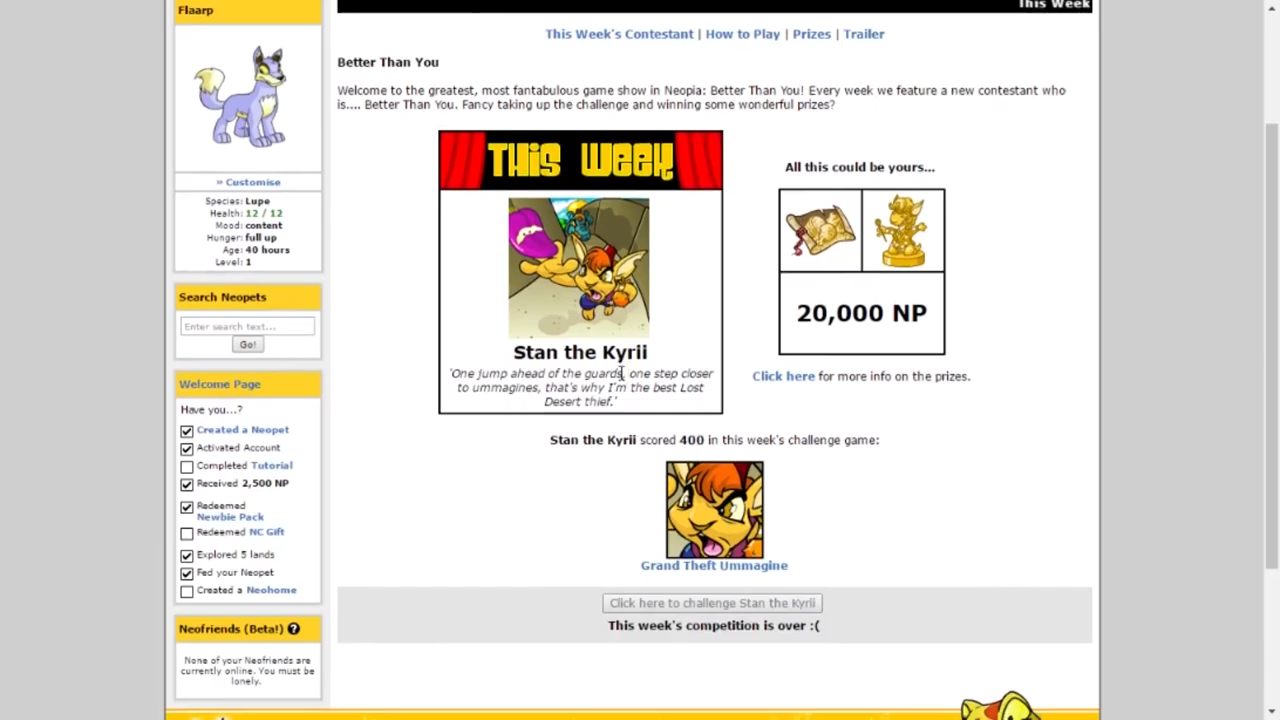 Flaarp
» Customise
Species: Lupe
Health: 12 / 12
Mood: content
Hunger: full up
Age: 40 hours
Level: 1
Search Neopets
Enter search text...
Go!
Welcome Page
Have you...?
Created a Neopet
Activated Account
Completed Tutorial
Received 2,500 NP
Redeemed
Newbie Pack
Redeemed NC Gift
Explored 5 lands
Fed your Neopet
Created a Neohome
Neofriends (Beta!) ?
None of your Neofriends are
currently online. You must be
lonely.
This Week
This Week's Contestant | How to Play | Prizes | Trailer
Better Than You
Welcome to the greatest, most fantabulous game show in Neopia: Better Than You! Every week we feature a new contestant who
is.... Better Than You. Fancy taking up the challenge and winning some wonderful prizes?
THIS WEEK
Stan the Kyrii
'One jump ahead of the guards, one step closer
to ummagines, that's why I'm the best Lost
Desert thief.'
All this could be yours...
20,000 NP
Click here for more info on the prizes.
Stan the Kyrii scored 400 in this week's challenge game:
Grand Theft Ummagine
Click here to challenge Stan the Kyrii
This week's competition is over :(